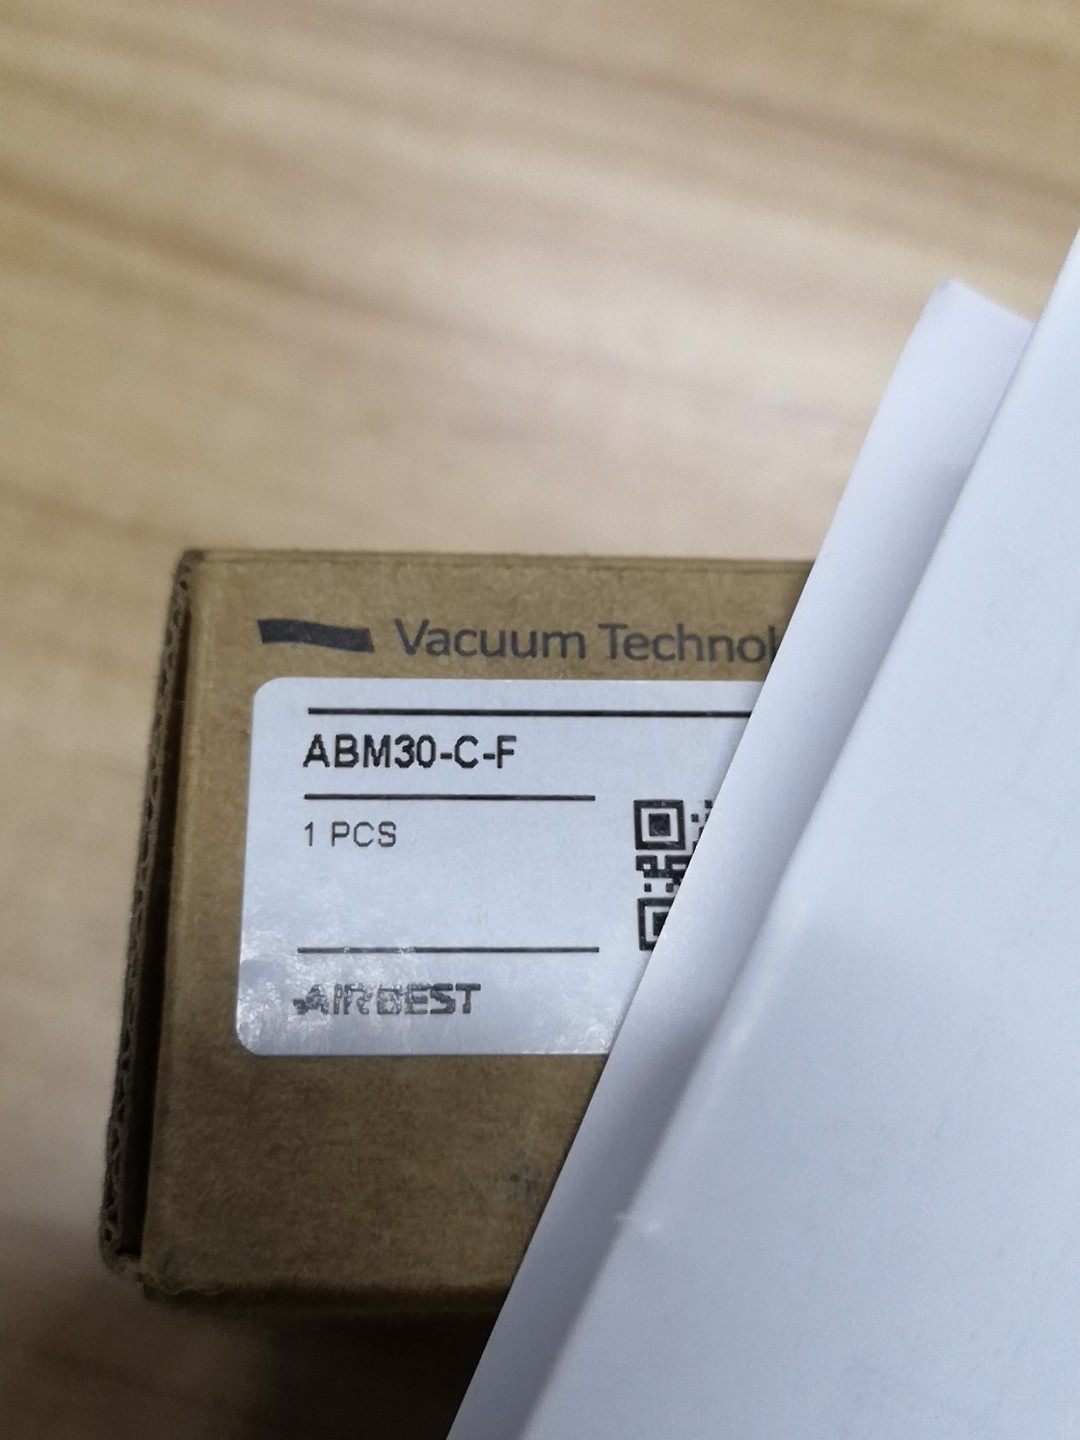 Vacuum Technol
ABM30-C-F
1 PCS
AIRBEST